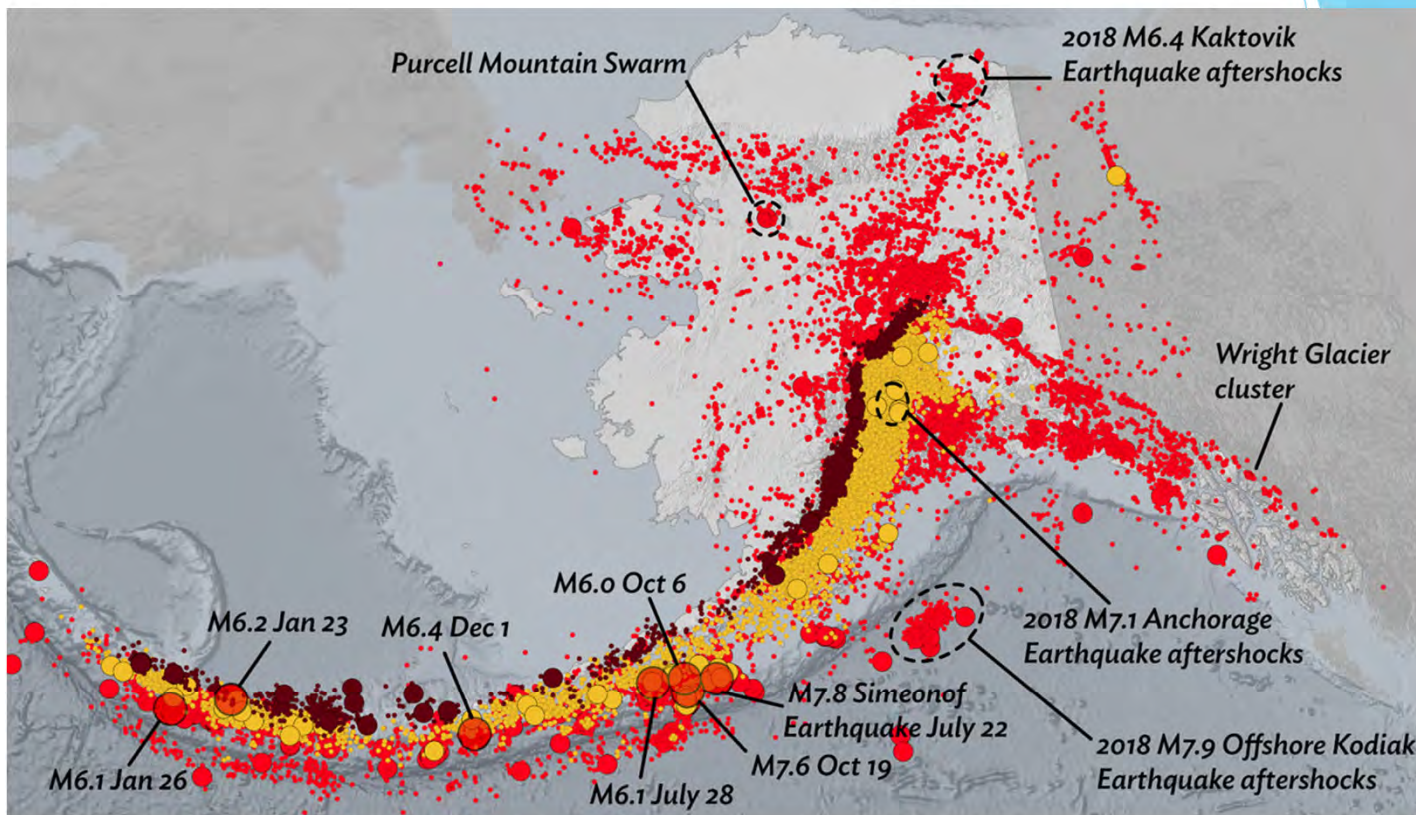 2018 M6.4 Kaktovik
Earthquake aftershocks
Purcell Mountain Swarm
Wright Glacier
cluster
M6.0 Oct 6
M6.2 Jan 23
M6.4 Dec 1
2018 M7.1 Anchorage
Earthquake aftershocks
M7.8 Simeonof
Earthquake July 22
2018 M7.9 Offshore Kodiak
Earthquake aftershocks
M7.6 Oct 19
M6.1 Jan 26
M6.1 July 28